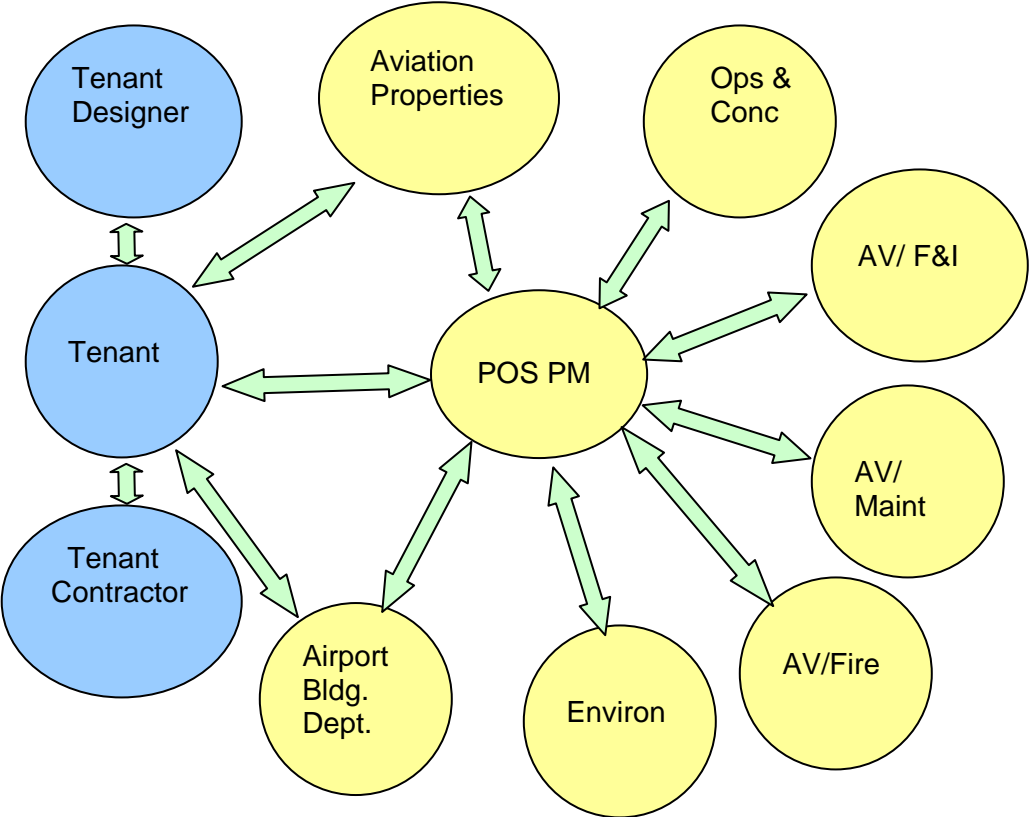 Tenant
Designer
Aviation
Properties
Ops &
Conc
AV/ F&I
Tenant
POS PM
AV/
Maint
Tenant
Contractor
Airport
Bldg.
Dept.
Environ
AV/Fire